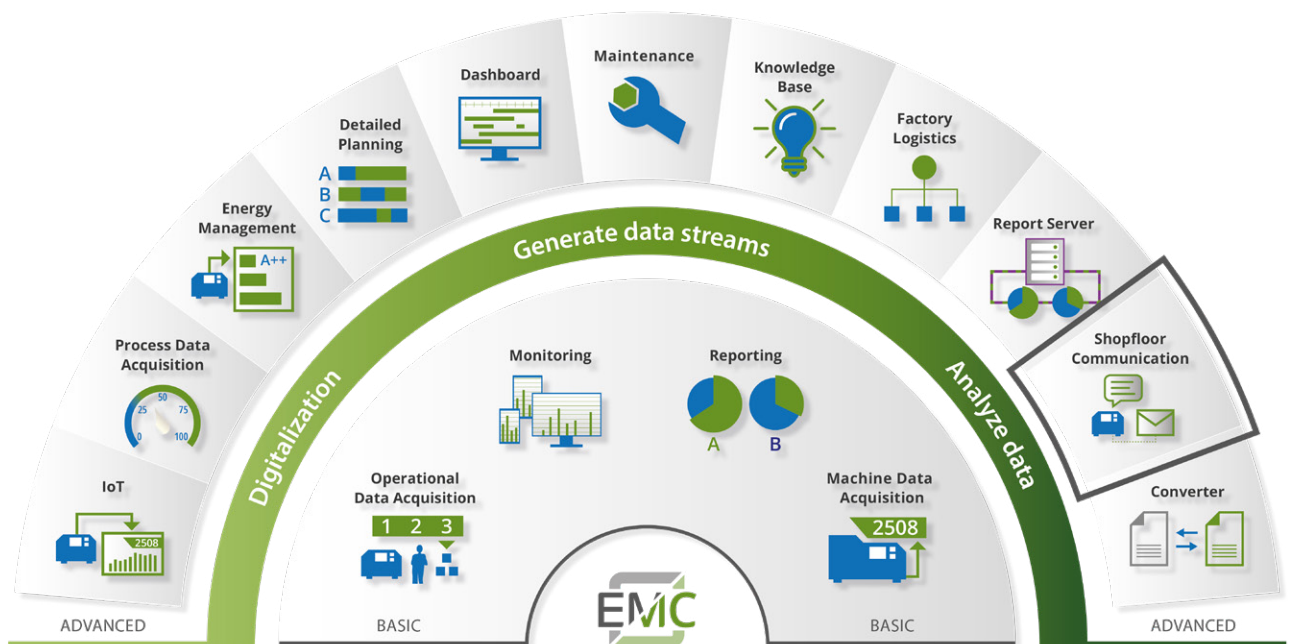 Maintenance
Dashboard
Knowledge
Base
Detailed
Planning
A
B
C
Factory
Logistics
Energy
Management
A++
Report Server
Generate data streams
Process Data
Acquisition
0
25
50
75
100
Shopfloor
Communication
Digitalization
Analyze data
Monitoring
Reporting
A
B
IoT
2508
Operational
Data Acquisition
1 2 3
Machine Data
Acquisition
2508
Converter
EMC
ADVANCED
BASIC
BASIC
ADVANCED